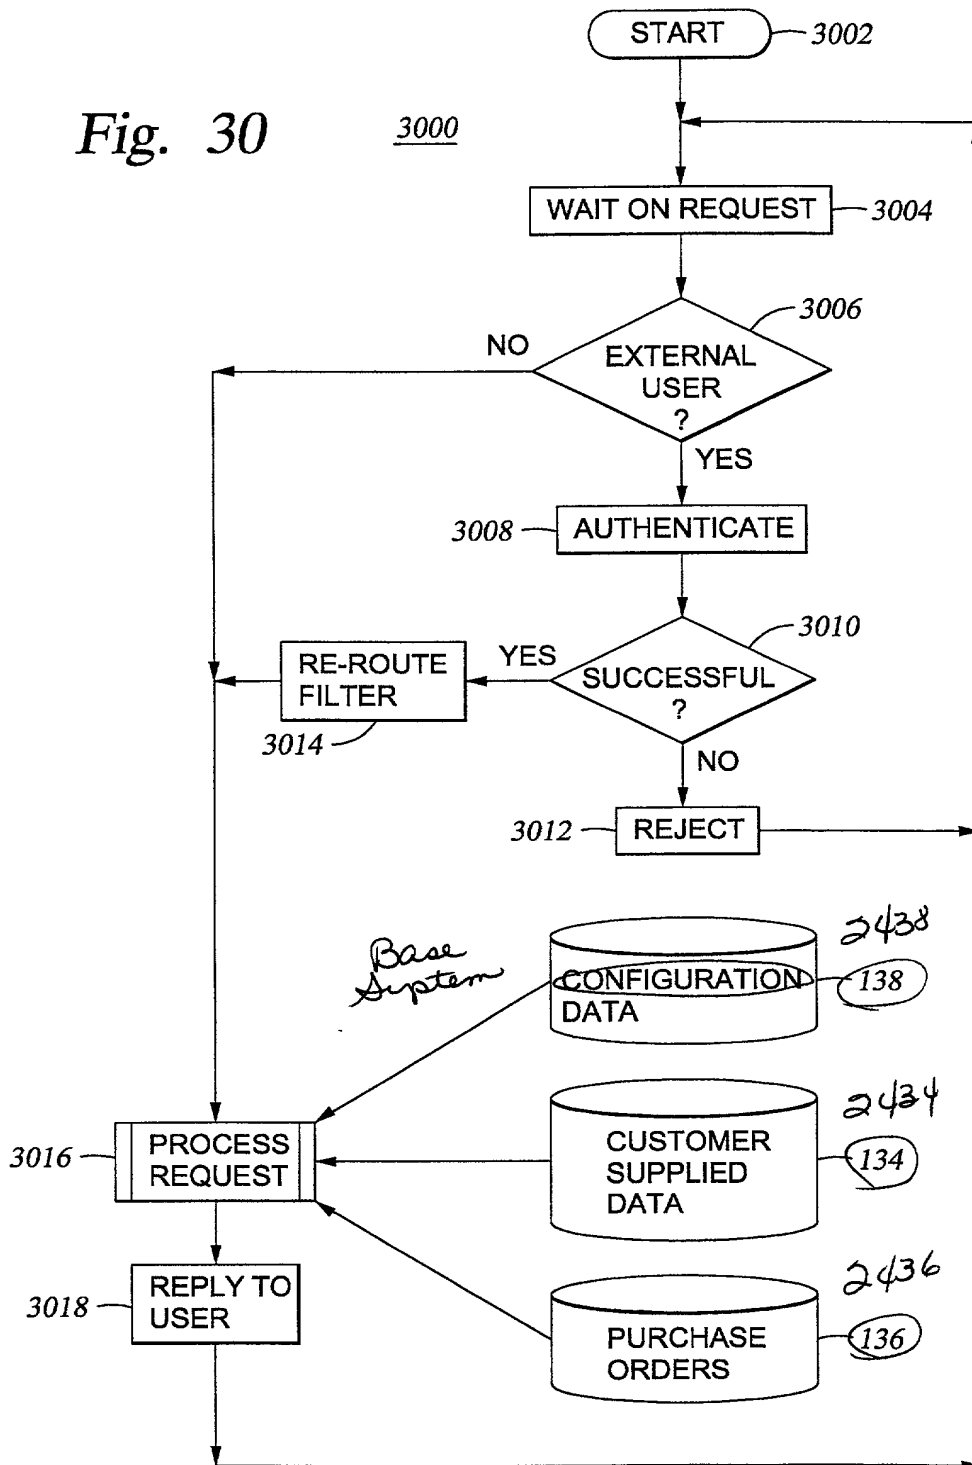 START
3002
Fig. 30
3000
WAIT ON REQUEST
3004
3006
NO
EXTERNAL
USER
?
YES
3008
AUTHENTICATE
3010
RE-ROUTE
FILTER
YES
SUCCESSFUL
?
3014
NO
3012
REJECT
2438
Base
System
CONFIGURATION
DATA
138
2434
3016
PROCESS
REQUEST
CUSTOMER
SUPPLIED
DATA
134
2436
3018
REPLY TO
USER
PURCHASE
ORDERS
136